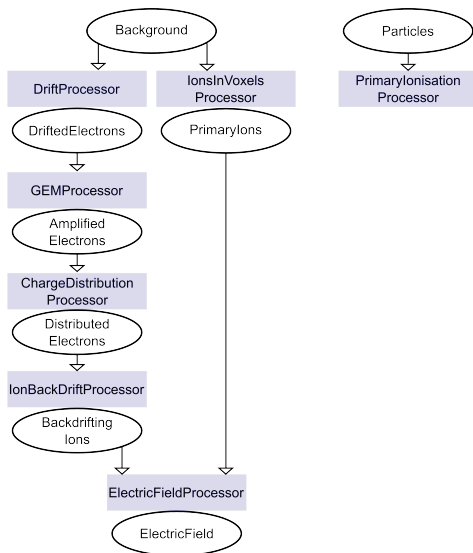 Background
Particles
DriftProcessor
IonsInVoxels
Processor
PrimaryIonisation
Processor
DriftedElectrons
PrimaryIons
GEMProcessor
Amplified
Electrons
ChargeDistribution
Processor
Distributed
Electrons
IonBackDriftProcessor
Backdrifting
Ions
ElectricFieldProcessor
ElectricField